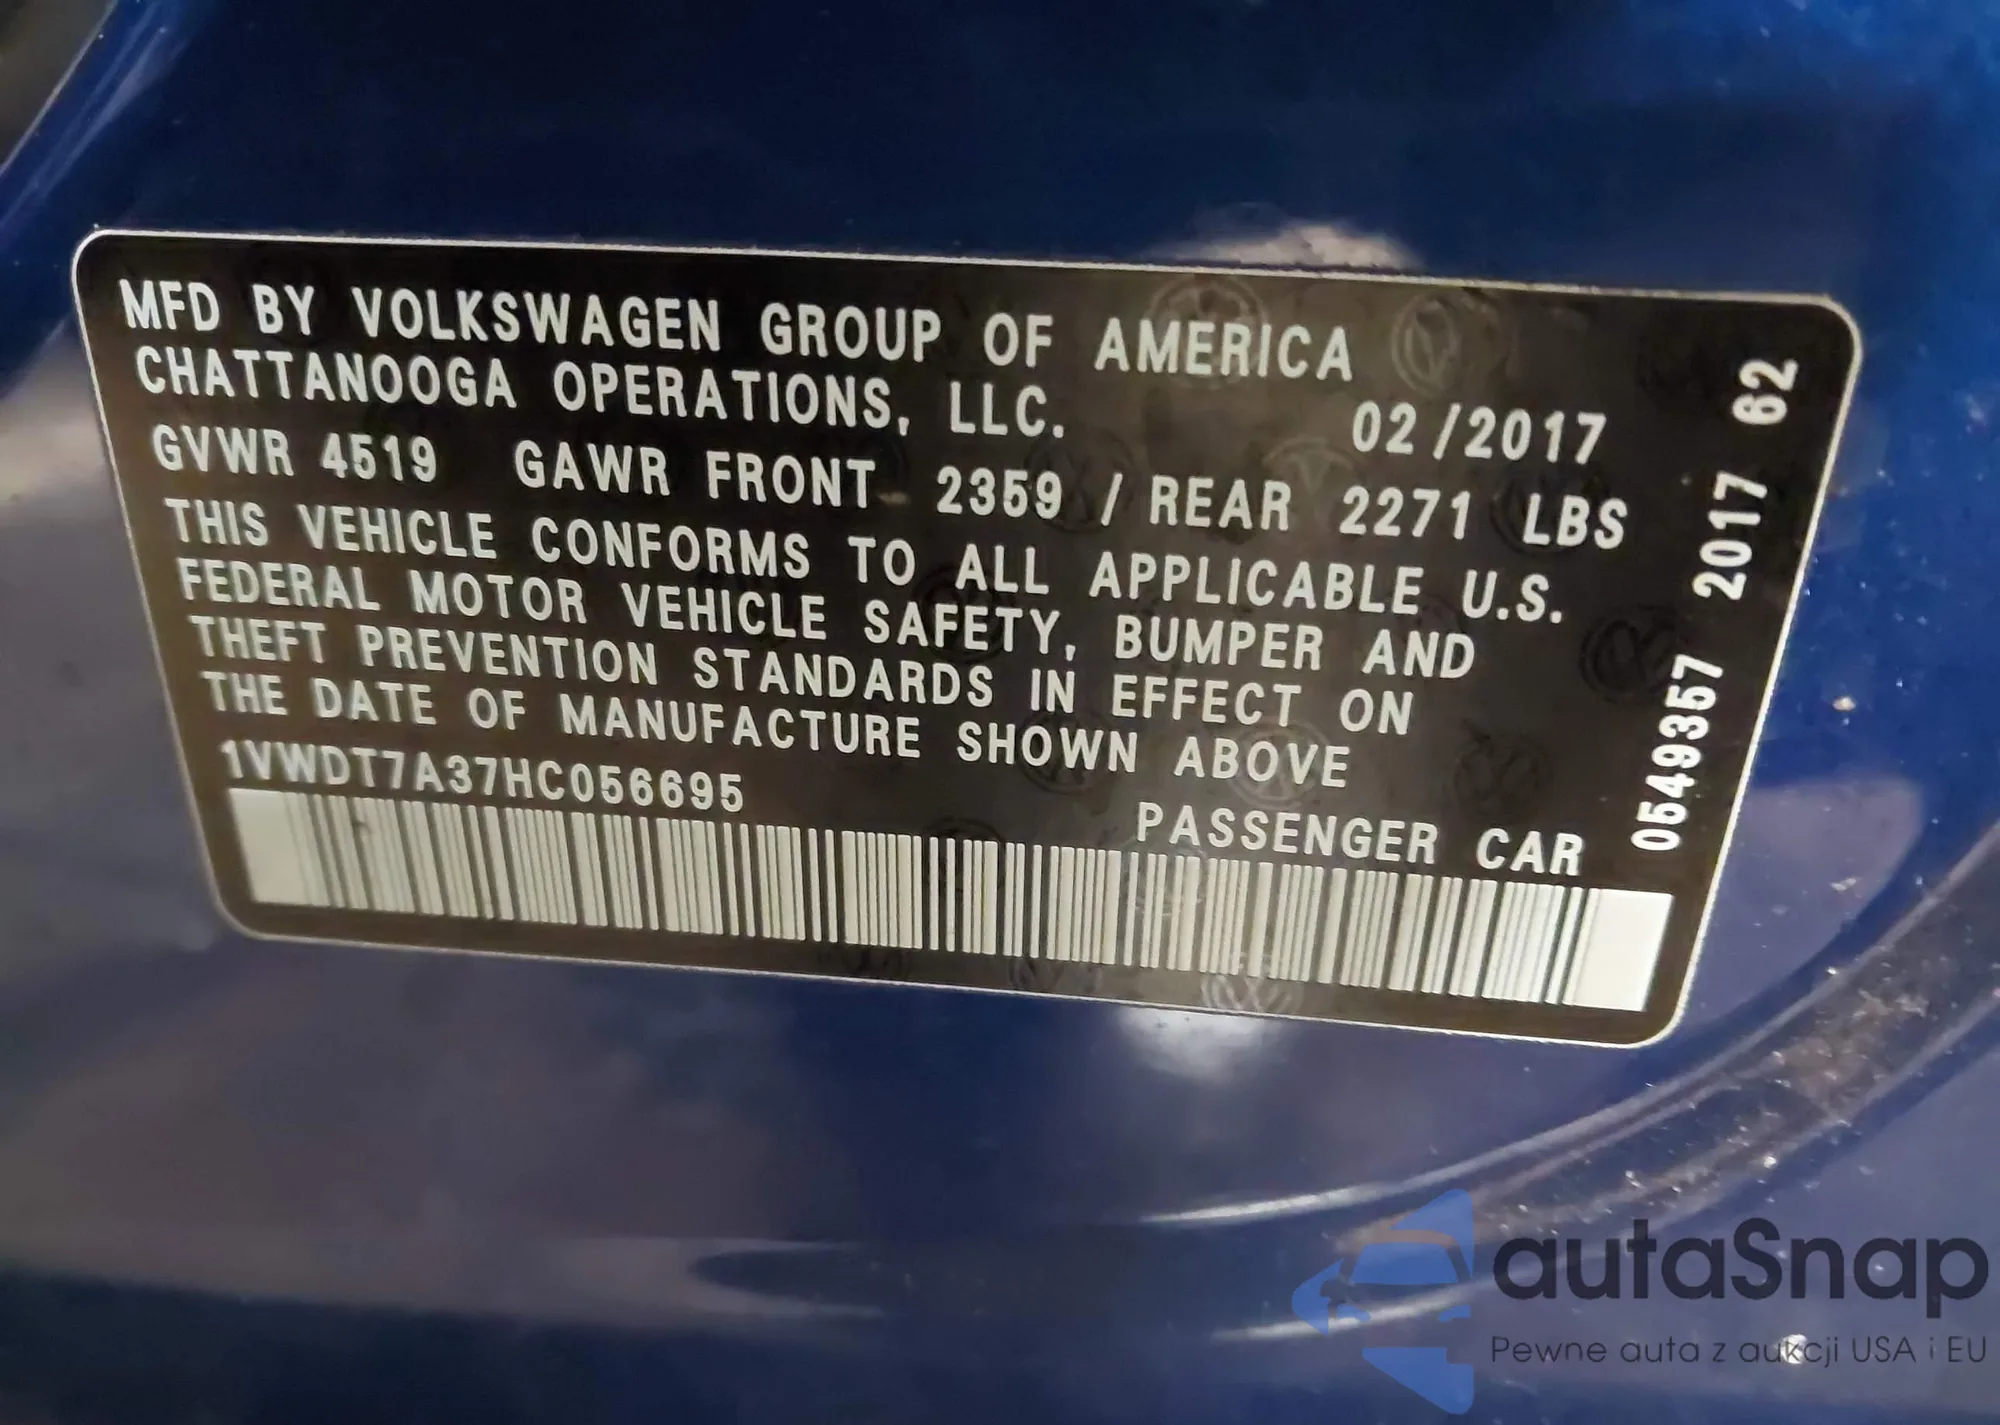 MFD BY VOLKSWAGEN GROUP OF AMERICA
CHATTANOOGA OPERATIONS, LLC. 02/2017
GVWR 4519 GAWR FRONT 2359 / REAR 2271 LBS
THIS VEHICLE CONFORMS TO ALL APPLICABLE U.S.
FEDERAL MOTOR VEHICLE SAFETY, BUMPER AND
THEFT PREVENTION STANDARDS IN EFFECT ON
THE DATE OF MANUFACTURE SHOWN ABOVE
1VWDT7A37HC056695
PASSENGER CAR
0549357 2017 62
autaSnap
Pewne auta z aukcji USA i EU